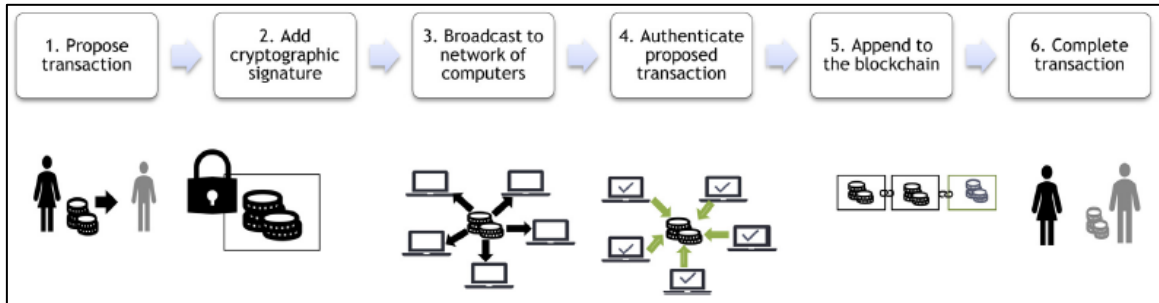 1. Propose
transaction
2. Add
cryptographic
signature
3. Broadcast to
network of
computers
4. Authenticate
proposed
transaction
5. Append to
the blockchain
6. Complete
transaction